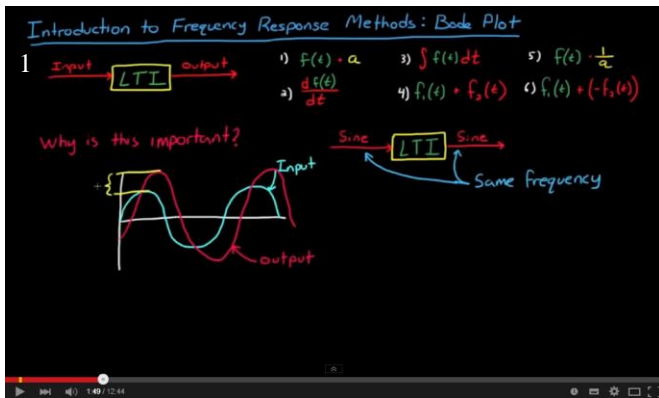 Introduction to Frequency Response Methods: Bode Plot
1
Input LTI output
1) f(t) · a
2) df(t)/dt
3) ∫ f(t) dt
4) f₁(t) + f₂(t)
5) f(t) · 1/a
6) f₁(t) + (-f₂(t))
Why is this important?
Sine LTI Sine
Same frequency
+{
Input
output
1:49 / 12:44